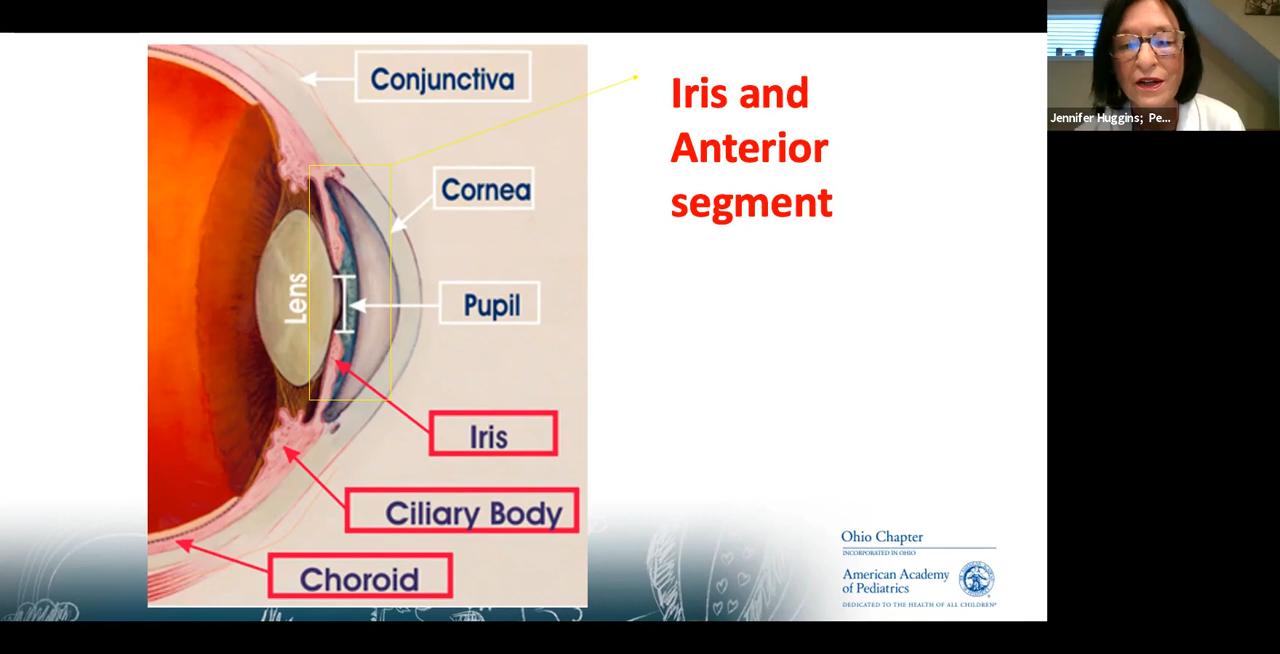 Conjunctiva
Cornea
Lens
Pupil
Iris
Ciliary Body
Choroid
Iris and
Anterior
segment
Ohio Chapter
INCORPORATED IN OHIO
American Academy
of Pediatrics
DEDICATED TO THE HEALTH OF ALL CHILDREN®
Jennifer Huggins; Pe...